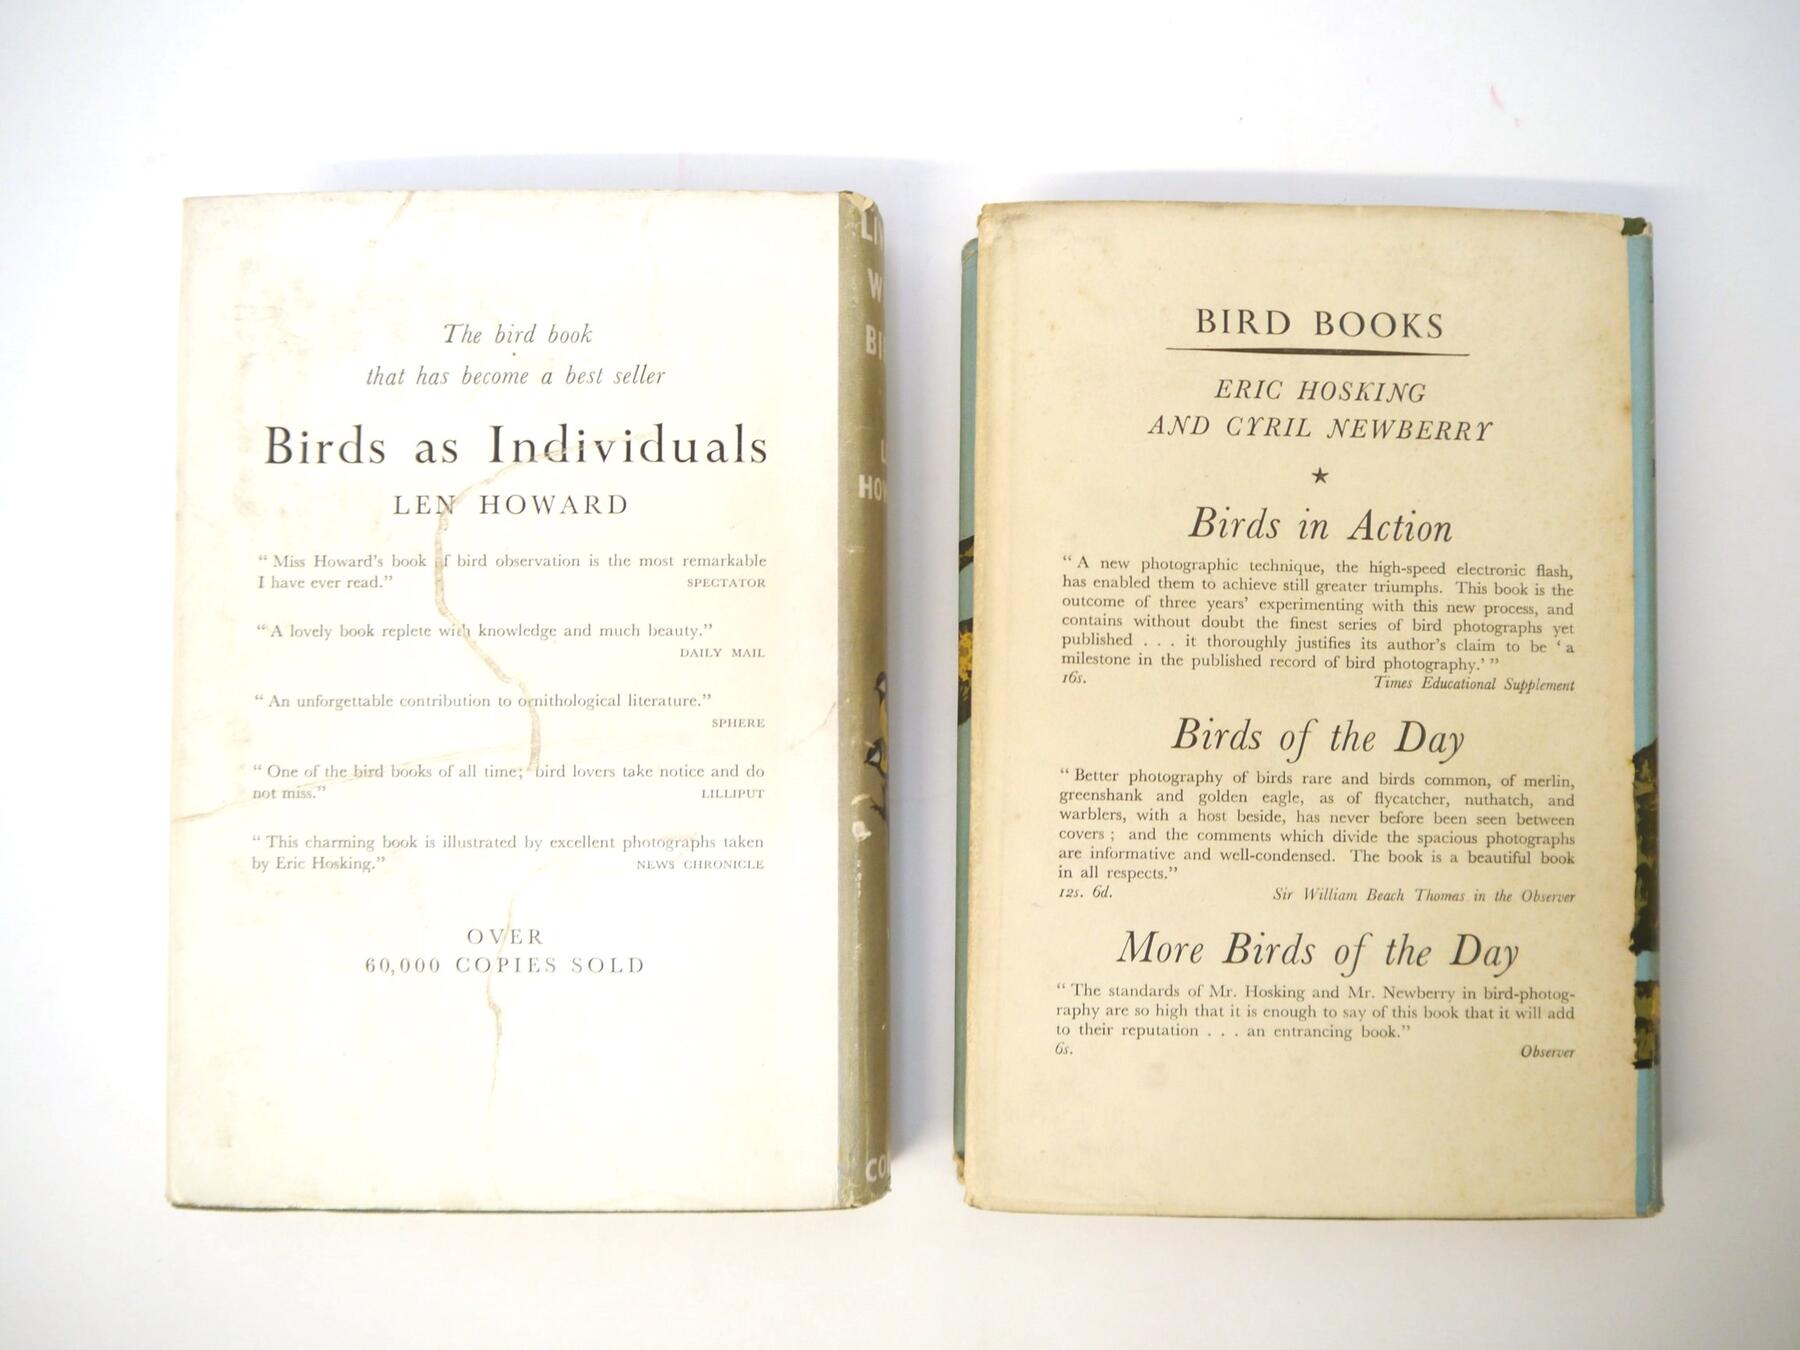 The bird book
that has become a best seller
Birds as Individuals
LEN HOWARD
“ Miss Howard’s book of bird observation is the most remarkable
I have ever read.” SPECTATOR
“ A lovely book replete with knowledge and much beauty.”
DAILY MAIL
“ An unforgettable contribution to ornithological literature.”
SPHERE
“ One of the bird books of all time; bird lovers take notice and do
not miss.” LILLIPUT
“ This charming book is illustrated by excellent photographs taken
by Eric Hosking.” NEWS CHRONICLE
OVER
60,000 COPIES SOLD
BIRD BOOKS
ERIC HOSKING
AND CYRIL NEWBERRY
Birds in Action
“ A new photographic technique, the high-speed electronic flash,
has enabled them to achieve still greater triumphs. This book is the
outcome of three years’ experimenting with this new process, and
contains without doubt the finest series of bird photographs yet
published . . . it thoroughly justifies its author’s claim to be ‘ a
milestone in the published record of bird photography.’ ”
16s. Times Educational Supplement
Birds of the Day
“ Better photography of birds rare and birds common, of merlin,
greenshank and golden eagle, as of flycatcher, nuthatch, and
warblers, with a host beside, has never before been seen between
covers ; and the comments which divide the spacious photographs
are informative and well-condensed. The book is a beautiful book
in all respects.”
12s. 6d. Sir William Beach Thomas in the Observer
More Birds of the Day
“ The standards of Mr. Hosking and Mr. Newberry in bird-photog-
raphy are so high that it is enough to say of this book that it will add
to their reputation . . . an entrancing book.”
6s. Observer